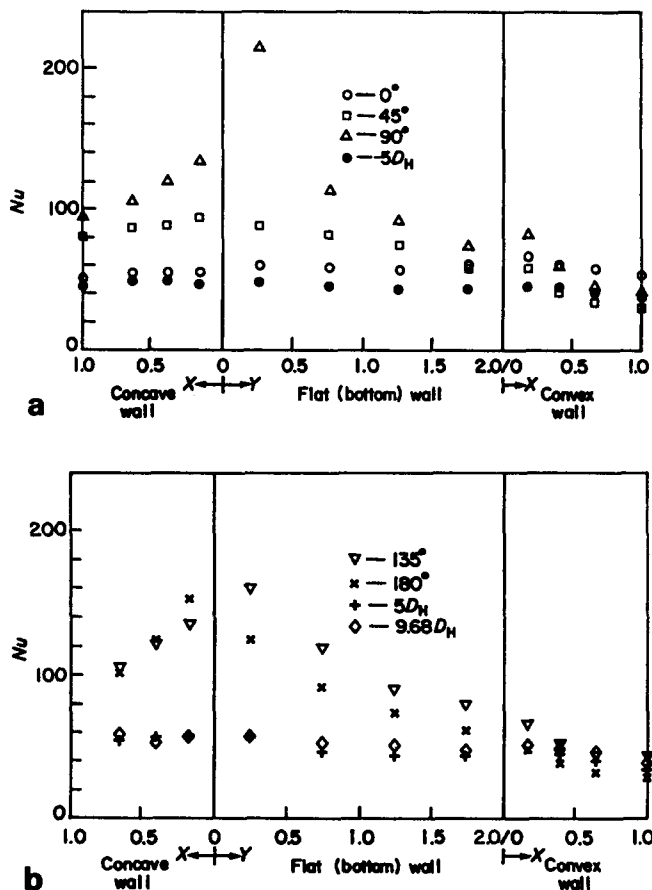 200
100
0
Nu
○ — 0°
□ — 45°
△ — 90°
● — -5D_H
1.0 0.5 0 0.5 1.0 1.5 2.0/0 0.5 1.0
X Y X
Concave wall
Flat (bottom) wall
Convex wall
a
200
100
0
Nu
▽ — 135°
× — 180°
+ — 5D_H
◇ — 9.68D_H
1.0 0.5 0 0.5 1.0 1.5 2.0/0 0.5 1.0
X Y X
Concave wall
Flat (bottom) wall
Convex wall
b